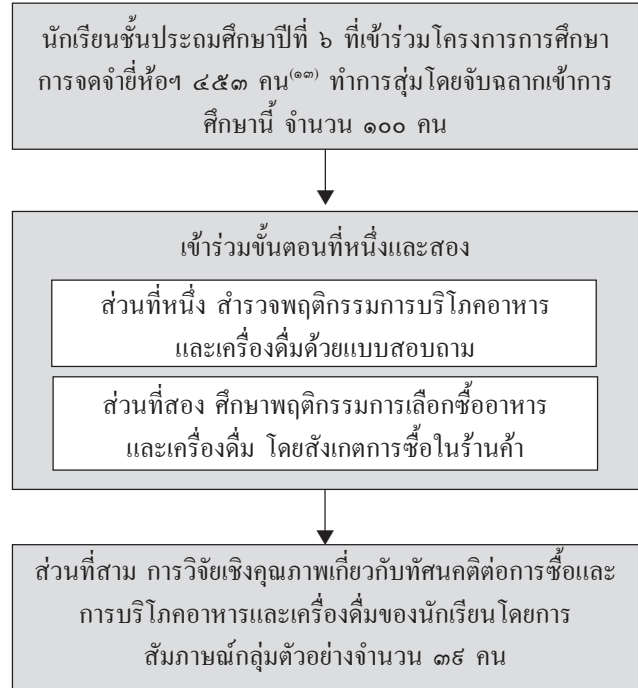 นักเรียนชั้นประถมศึกษาปีที่ ๖ ที่เข้าร่วมโครงการการศึกษา
การจดจำยี่ห้อฯ ๔๕๓ คน(๑๓) ทำการสุ่มโดยจับฉลากเข้าการ
ศึกษานี้ จำนวน ๑๐๐ คน
เข้าร่วมขั้นตอนที่หนึ่งและสอง
ส่วนที่หนึ่ง สำรวจพฤติกรรมการบริโภคอาหาร
และเครื่องดื่มด้วยแบบสอบถาม
ส่วนที่สอง ศึกษาพฤติกรรมการเลือกซื้ออาหาร
และเครื่องดื่ม โดยสังเกตการซื้อในร้านค้า
ส่วนที่สาม การวิจัยเชิงคุณภาพเกี่ยวกับทัศนคติต่อการซื้อและ
การบริโภคอาหารและเครื่องดื่มของนักเรียนโดยการ
สัมภาษณ์กลุ่มตัวอย่างจำนวน ๓๙ คน